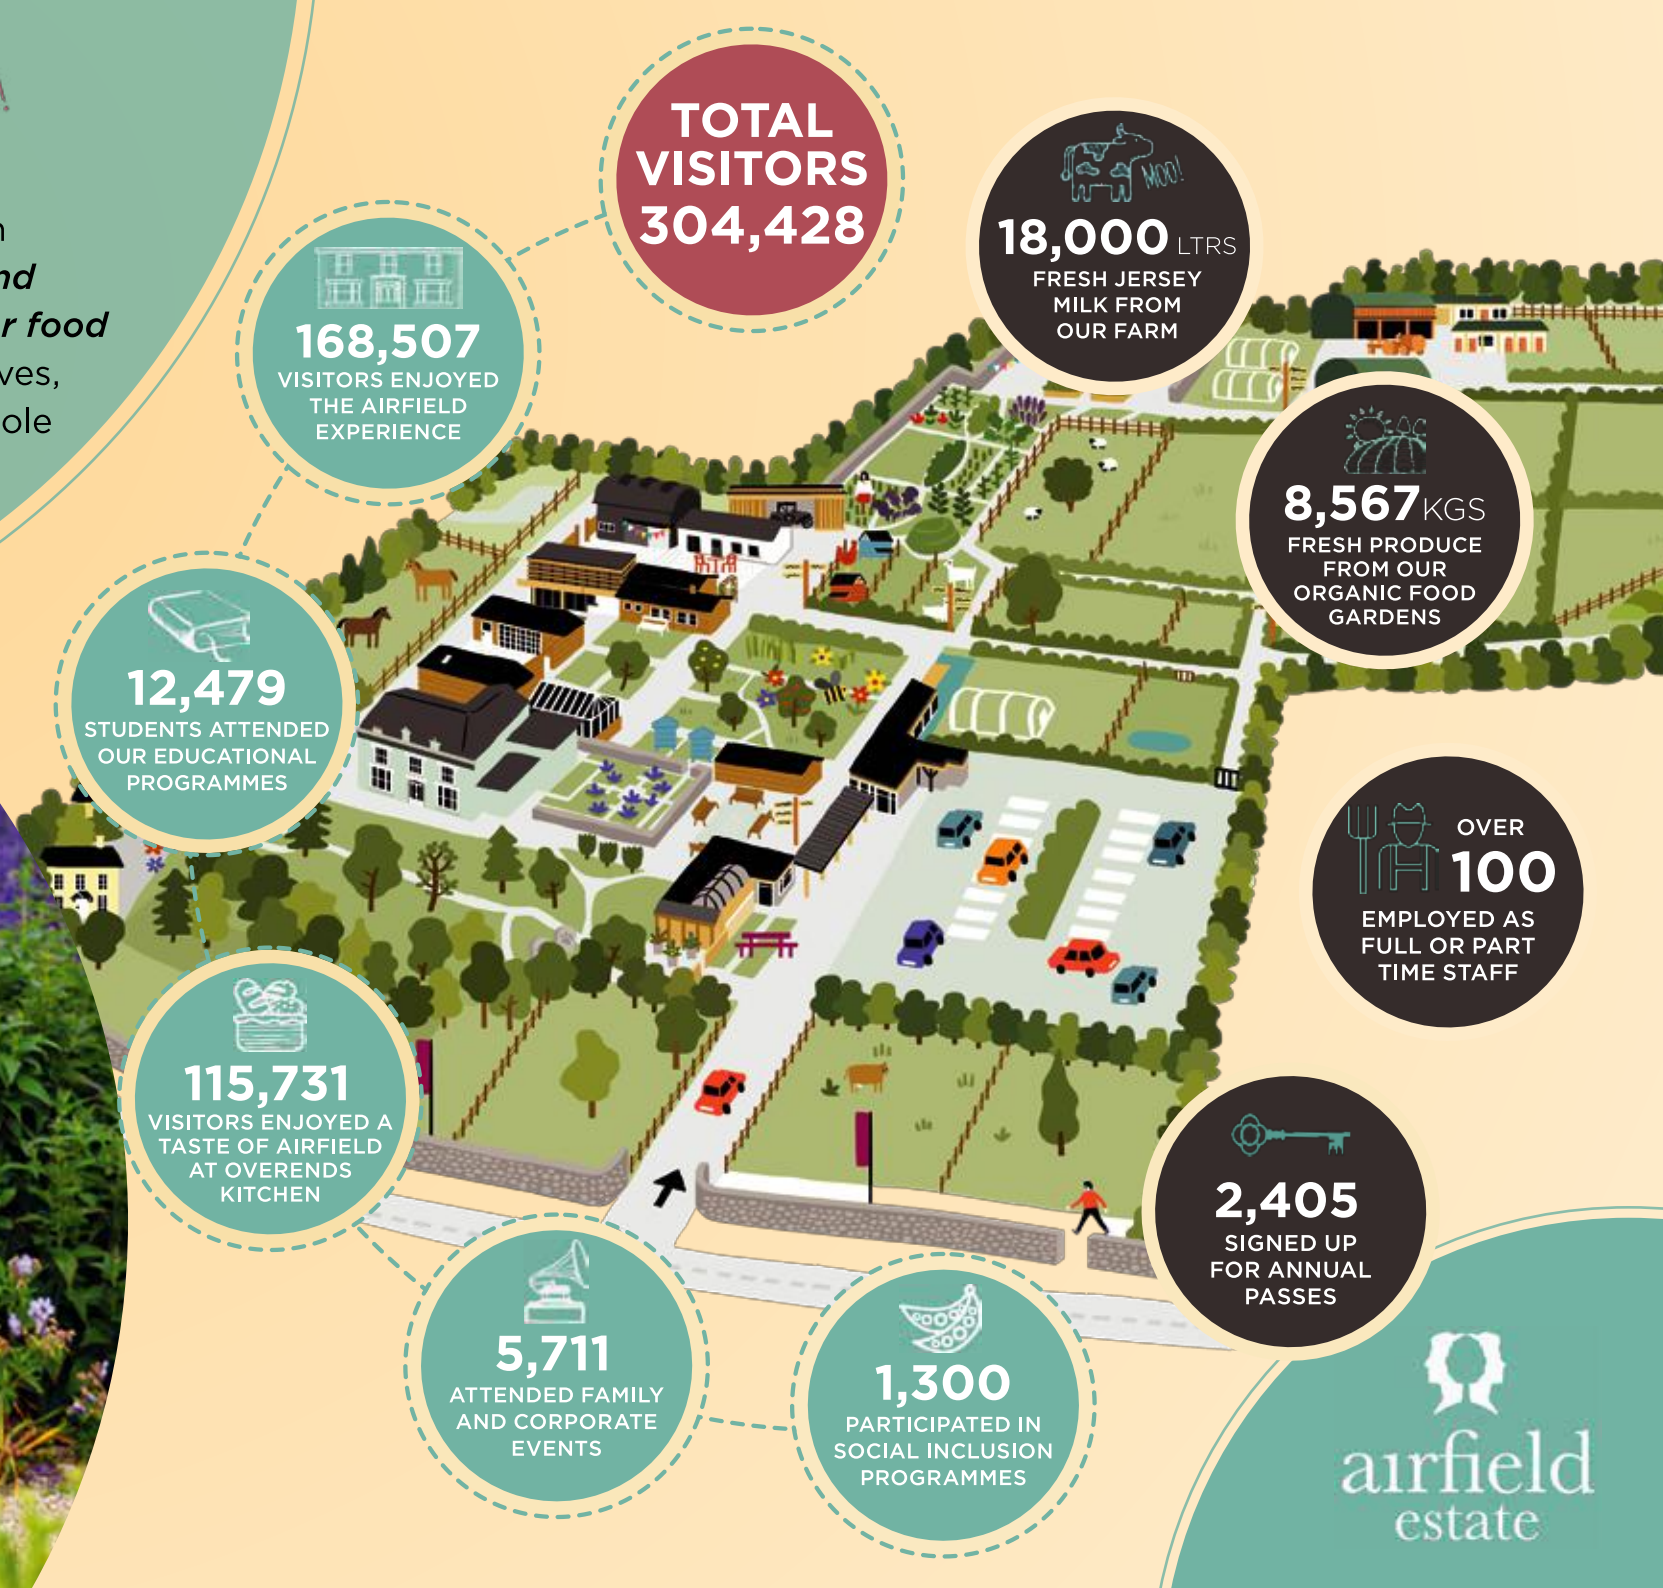 nd
r food
ves,
ole
TOTAL
VISITORS
304,428
MOO!
18,000 LTRS
FRESH JERSEY
MILK FROM
OUR FARM
168,507
VISITORS ENJOYED
THE AIRFIELD
EXPERIENCE
8,567 KGS
FRESH PRODUCE
FROM OUR
ORGANIC FOOD
GARDENS
12,479
STUDENTS ATTENDED
OUR EDUCATIONAL
PROGRAMMES
OVER
100
EMPLOYED AS
FULL OR PART
TIME STAFF
115,731
VISITORS ENJOYED A
TASTE OF AIRFIELD
AT OVERENDS
KITCHEN
2,405
SIGNED UP
FOR ANNUAL
PASSES
5,711
ATTENDED FAMILY
AND CORPORATE
EVENTS
1,300
PARTICIPATED IN
SOCIAL INCLUSION
PROGRAMMES
airfield
estate